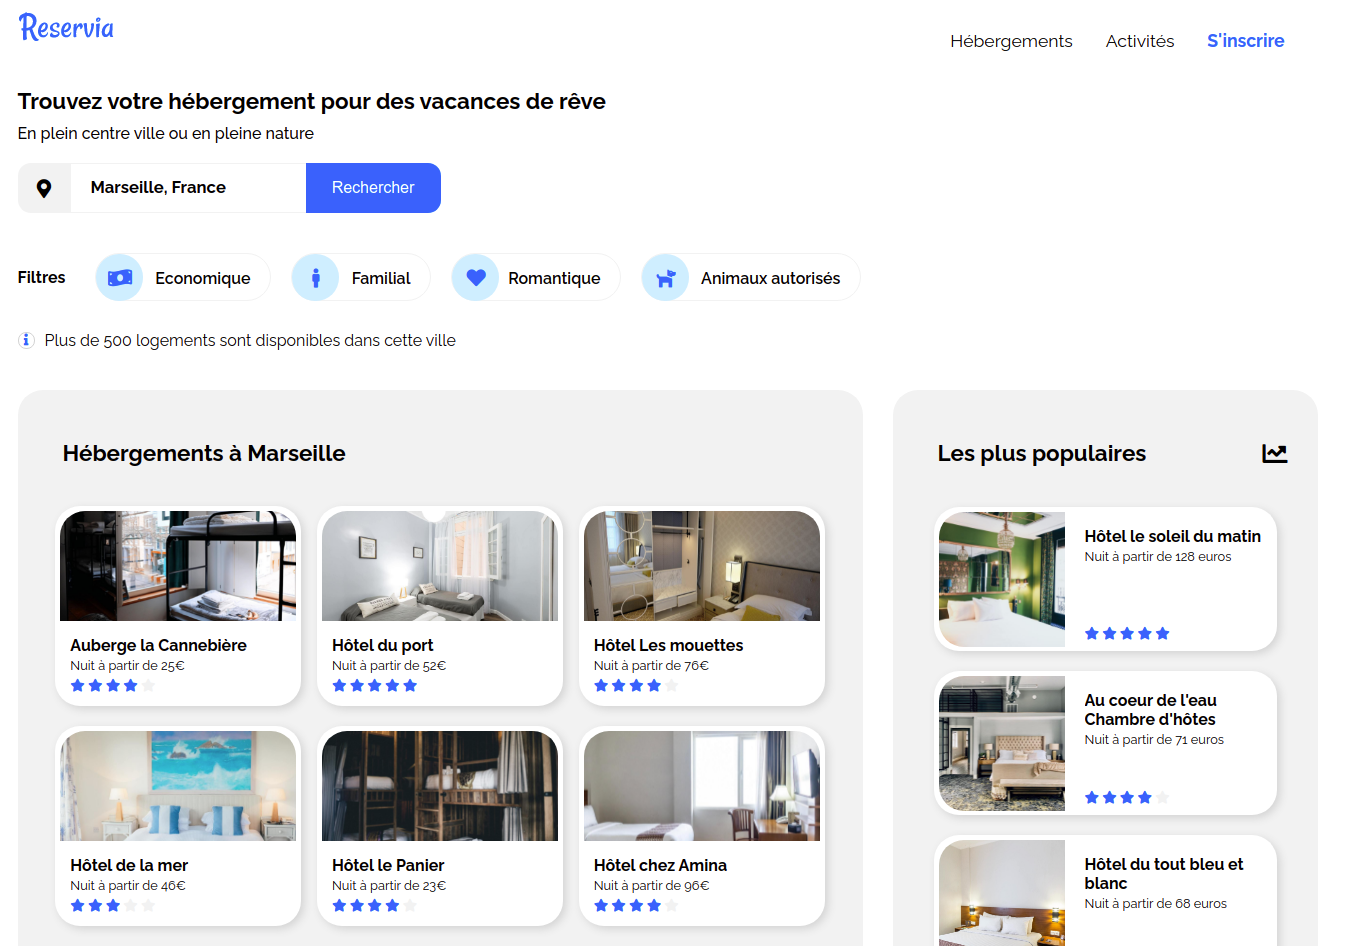 Reservia
Hébergements
Activités
S'inscrire
Trouvez votre hébergement pour des vacances de rêve
En plein centre ville ou en pleine nature
Marseille, France
Rechercher
Filtres
Economique
Familial
Romantique
Animaux autorisés
Plus de 500 logements sont disponibles dans cette ville
Hébergements à Marseille
Auberge la Cannebière
Nuit à partir de 25€
Hôtel du port
Nuit à partir de 52€
Hôtel Les mouettes
Nuit à partir de 76€
Hôtel de la mer
Nuit à partir de 46€
Hôtel le Panier
Nuit à partir de 23€
Hôtel chez Amina
Nuit à partir de 96€
Les plus populaires
Hôtel le soleil du matin
Nuit à partir de 128 euros
Au coeur de l'eau
Chambre d'hôtes
Nuit à partir de 71 euros
Hôtel du tout bleu et
blanc
Nuit à partir de 68 euros